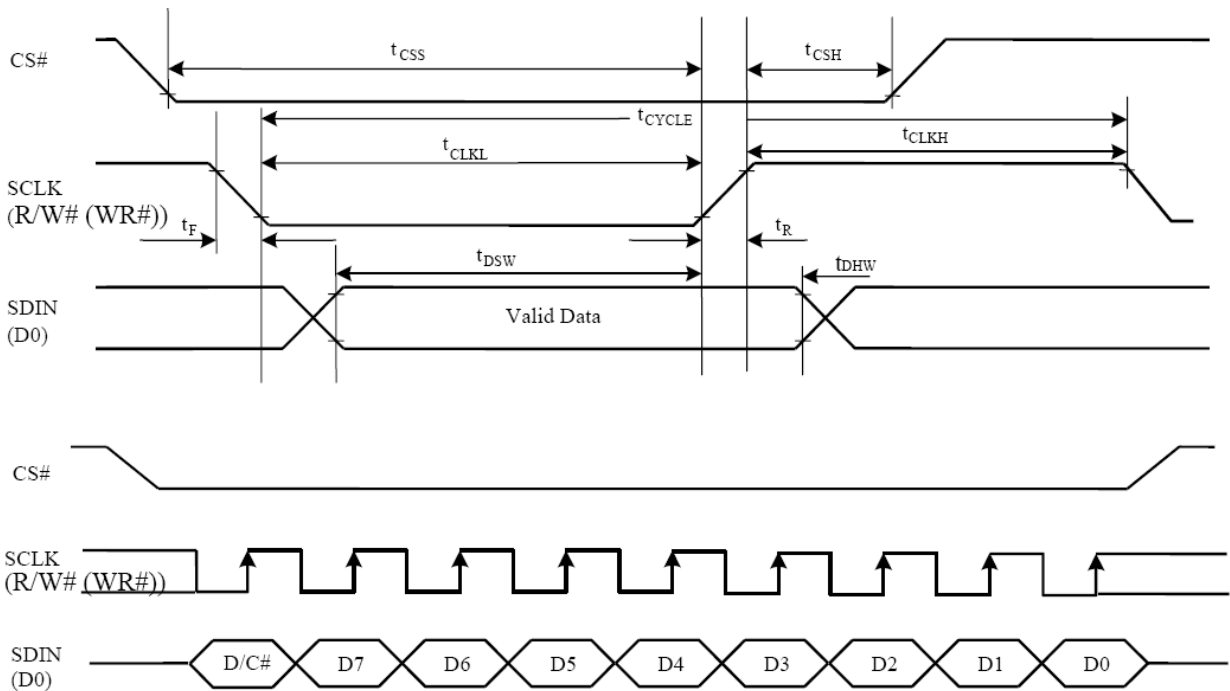 CS#
tCSS
tCSH
tCYCLE
tCLKL
tCLKH
SCLK
(R/W# (WR#))
tF
tR
tDSW
tDHW
SDIN
(D0)
Valid Data
CS#
SCLK
(R/W# (WR#))
SDIN
(D0)
D/C# D7 D6 D5 D4 D3 D2 D1 D0